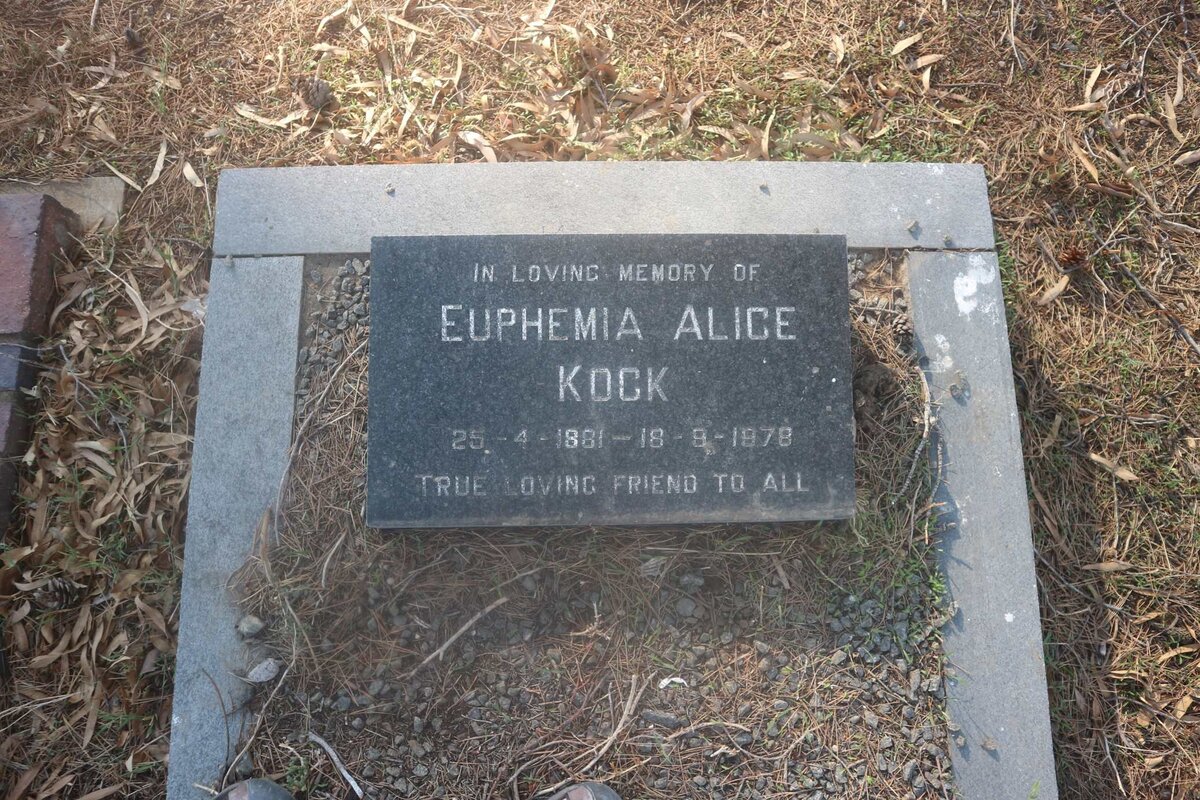 IN LOVING MEMORY OF
EUPHEMIA ALICE
KOCK
25-4-1881-18-9-1978
TRUE LOVING FRIEND TO ALL